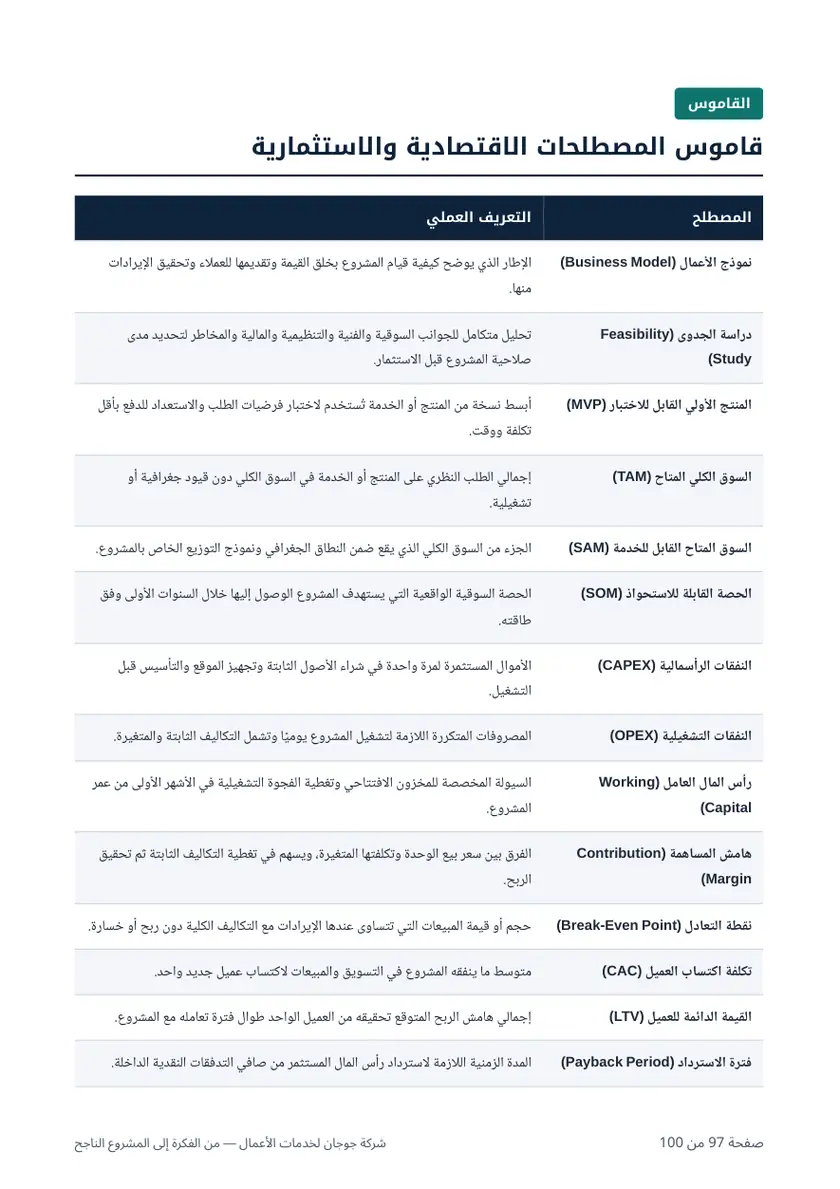 القاموس
قاموس المصطلحات الاقتصادية والاستثمارية
المصطلح
التعريف العملي
نموذج الأعمال (Business Model)
الإطار الذي يوضح كيفية قيام المشروع بخلق القيمة وتقديمها للعملاء وتحقيق الإيرادات
منها.
دراسة الجدوى (Feasibility
Study)
تحليل متكامل للجوانب السوقية والفنية والتنظيمية والمالية والمخاطر لتحديد مدى
صلاحية المشروع قبل الاستثمار.
المنتج الأولي القابل للاختبار (MVP)
أبسط نسخة من المنتج أو الخدمة تُستخدم لاختبار فرضيات الطلب والاستعداد للدفع بأقل
تكلفة ووقت.
السوق الكلي المتاح (TAM)
إجمالي الطلب النظري على المنتج أو الخدمة في السوق الكلي دون قيود جغرافية أو
تشغيلية.
السوق المتاح القابل للخدمة (SAM)
الجزء من السوق الكلي الذي يقع ضمن النطاق الجغرافي ونموذج التوزيع الخاص بالمشروع.
الحصة القابلة للاستحواذ (SOM)
الحصة السوقية الواقعية التي يستهدف المشروع الوصول إليها خلال السنوات الأولى وفق
طاقته.
النفقات الرأسمالية (CAPEX)
الأموال المستثمرة لمرة واحدة في شراء الأصول الثابتة وتجهيز الموقع والتأسيس قبل
التشغيل.
النفقات التشغيلية (OPEX)
المصروفات المتكررة اللازمة لتشغيل المشروع يوميًا وتشمل التكاليف الثابتة والمتغيرة.
رأس المال العامل (Working
Capital)
السيولة المخصصة للمخزون الافتتاحي وتغطية الفجوة التشغيلية في الأشهر الأولى من عمر
المشروع.
هامش المساهمة (Contribution
Margin)
الفرق بين سعر بيع الوحدة وتكلفتها المتغيرة، ويسهم في تغطية التكاليف الثابتة ثم تحقيق
الربح.
نقطة التعادل (Break-Even Point)
حجم أو قيمة المبيعات التي تتساوى عندها الإيرادات مع التكاليف الكلية دون ربح أو خسارة.
تكلفة اكتساب العميل (CAC)
متوسط ما ينفقه المشروع في التسويق والمبيعات لاكتساب عميل جديد واحد.
القيمة الدائمة للعميل (LTV)
إجمالي هامش الربح المتوقع تحقيقه من العميل الواحد طوال فترة تعامله مع المشروع.
فترة الاسترداد (Payback Period)
المدة الزمنية اللازمة لاسترداد رأس المال المستثمر من صافي التدفقات النقدية الداخلة.
صفحة 97 من 100
شركة جوجان لخدمات الأعمال — من الفكرة إلى المشروع الناجح